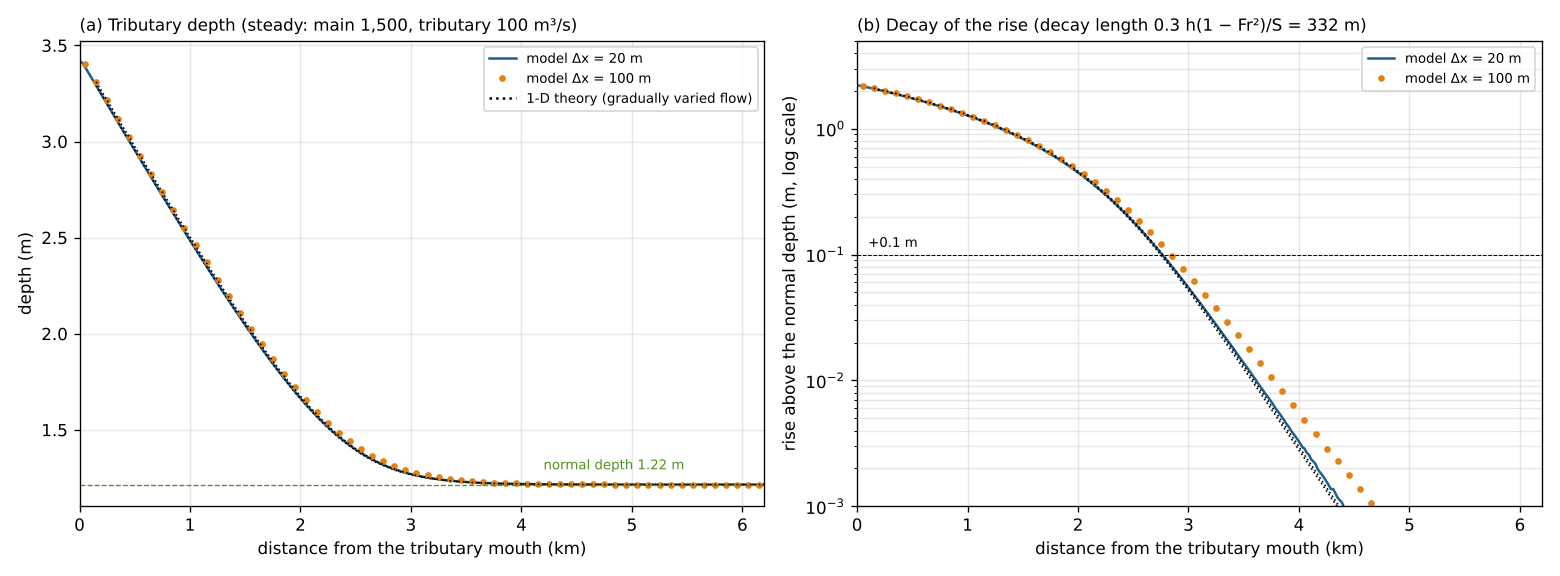 (a) Tributary depth (steady: main 1,500, tributary 100 m³/s)
model Δx = 20 m
model Δx = 100 m
1-D theory (gradually varied flow)
normal depth 1.22 m
depth (m)
3.5
3.0
2.5
2.0
1.5
0 1 2 3 4 5 6
distance from the tributary mouth (km)
(b) Decay of the rise (decay length 0.3 h(1 − Fr²)/S = 332 m)
model Δx = 20 m
model Δx = 100 m
+0.1 m
rise above the normal depth (m, log scale)
10⁰
10⁻¹
10⁻²
10⁻³
0 1 2 3 4 5 6
distance from the tributary mouth (km)